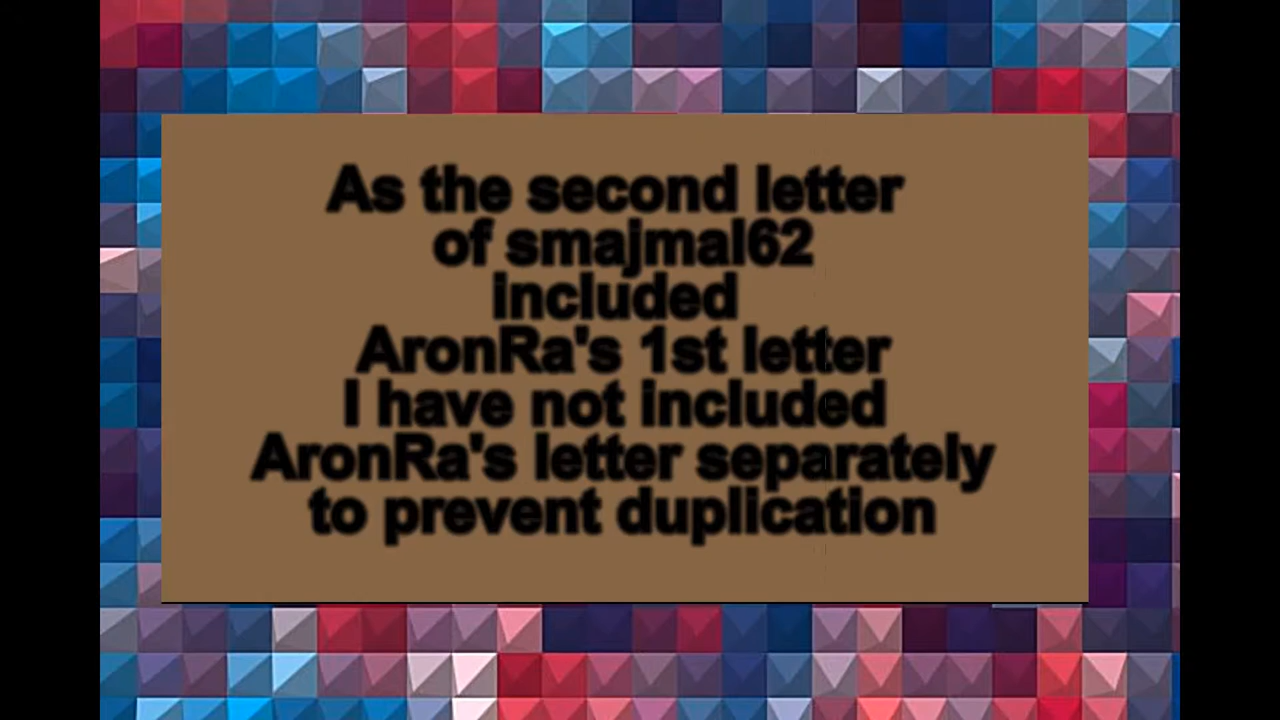 As the second letter
of smajmal62
included
AronRa's 1st letter
I have not included
AronRa's letter separately
to prevent duplication